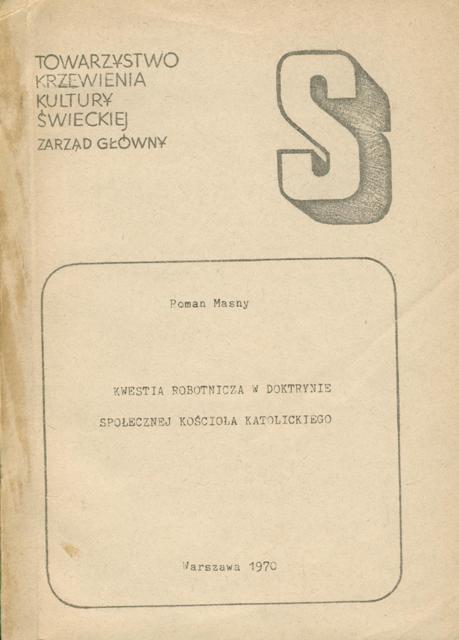 TOWARZYSTWO
KRZEWIENIA
KULTURY
ŚWIECKIEJ
ZARZĄD GŁÓWNY
S
Roman Masny
KWESTIA ROBOTNICZA W DOKTRYNIE
SPOŁECZNEJ KOŚCIOŁA KATOLICKIEGO
Warszawa 1970